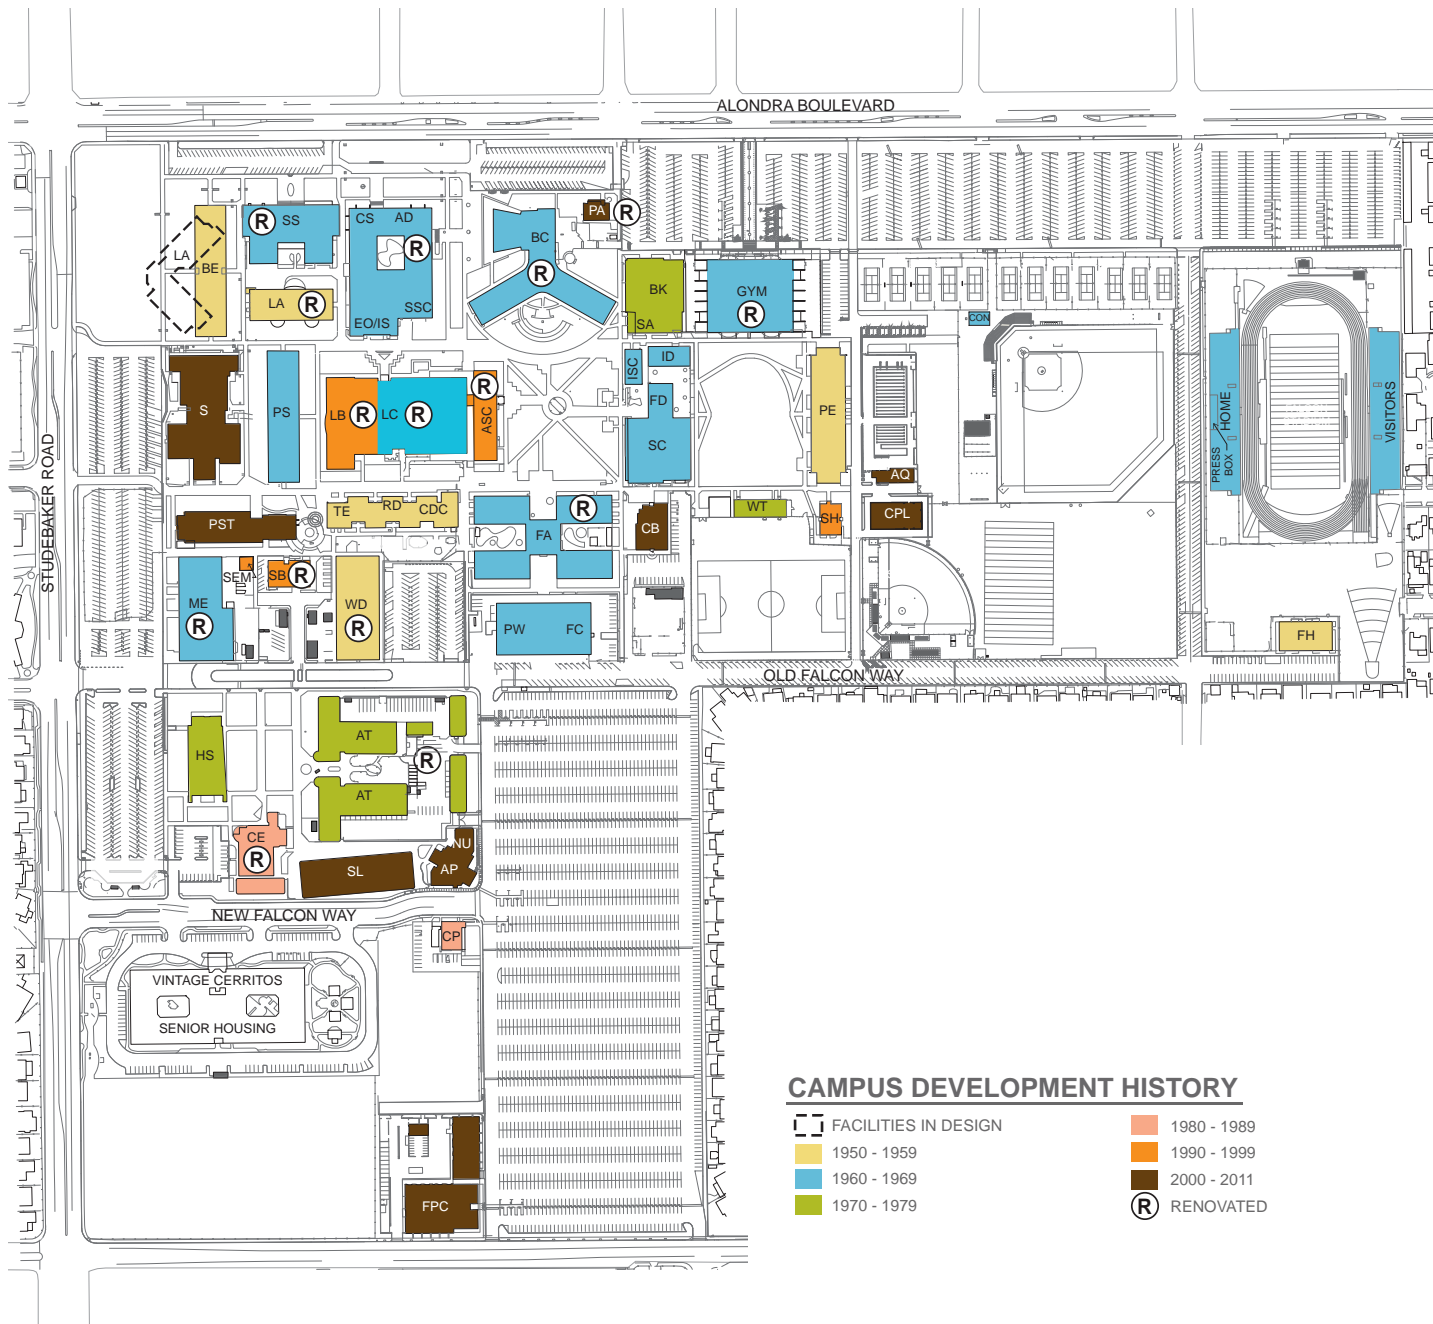 ALONDRA BOULEVARD
STUDEBAKER ROAD
PA
R
R
SS
CS
AD
R
BC
R
LA
BE
LA
R
SSC
EO/IS
BK
SA
GYM
R
CON
S
PS
LB
R
LC
R
R
ASC
ISC
ID
FD
SC
PE
AQ
CPL
HOME
PRESS
BOX
VISITORS
PST
TE
RD
CDC
R
FA
CB
WT
SH
SEM
SB
R
ME
R
WD
R
PW
FC
FH
OLD FALCON WAY
HS
AT
R
AT
CE
R
SL
NU
AP
NEW FALCON WAY
CP
VINTAGE CERRITOS
SENIOR HOUSING
FPC
CAMPUS DEVELOPMENT HISTORY
FACILITIES IN DESIGN
1950 - 1959
1960 - 1969
1970 - 1979
1980 - 1989
1990 - 1999
2000 - 2011
R RENOVATED